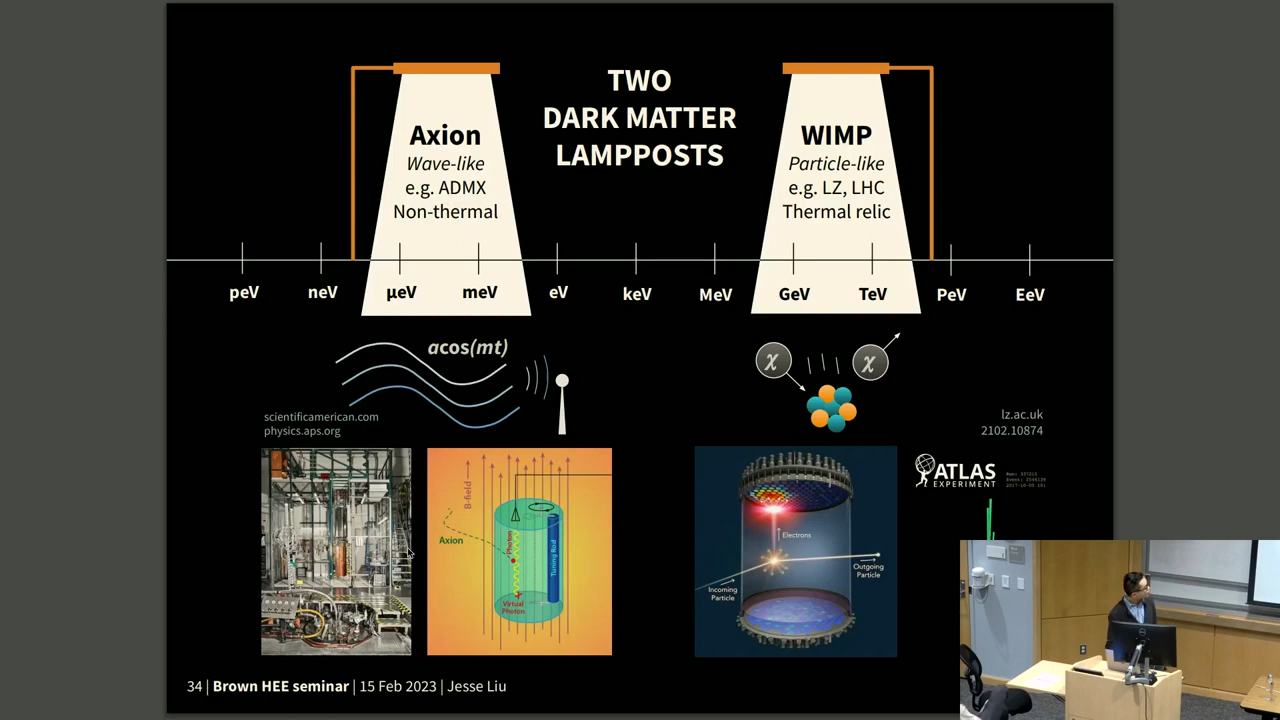 TWO
DARK MATTER
LAMPPOSTS
Axion
Wave-like
e.g. ADMX
Non-thermal
WIMP
Particle-like
e.g. LZ, LHC
Thermal relic
peV
neV
μeV
meV
eV
keV
MeV
GeV
TeV
PeV
EeV
acos(mt)
χ
χ
scientificamerican.com
physics.aps.org
lz.ac.uk
2102.10874
B-field
Axion
Photon
Tuning Rod
Virtual
Photon
Electrons
Incoming
Particle
Outgoing
Particle
ATLAS
EXPERIMENT
34 | Brown HEE seminar | 15 Feb 2023 | Jesse Liu